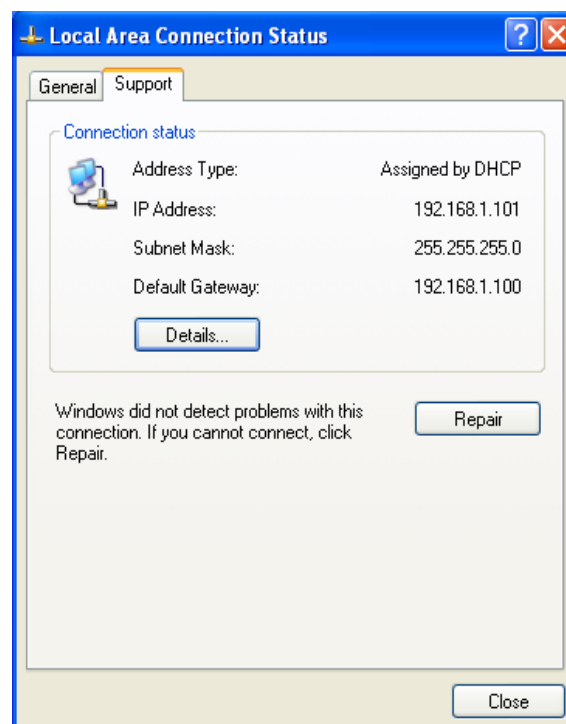 Local Area Connection Status
?
General Support
Connection status
Address Type: Assigned by DHCP
IP Address: 192.168.1.101
Subnet Mask: 255.255.255.0
Default Gateway: 192.168.1.100
Details...
Windows did not detect problems with this
connection. If you cannot connect, click
Repair.
Repair
Close